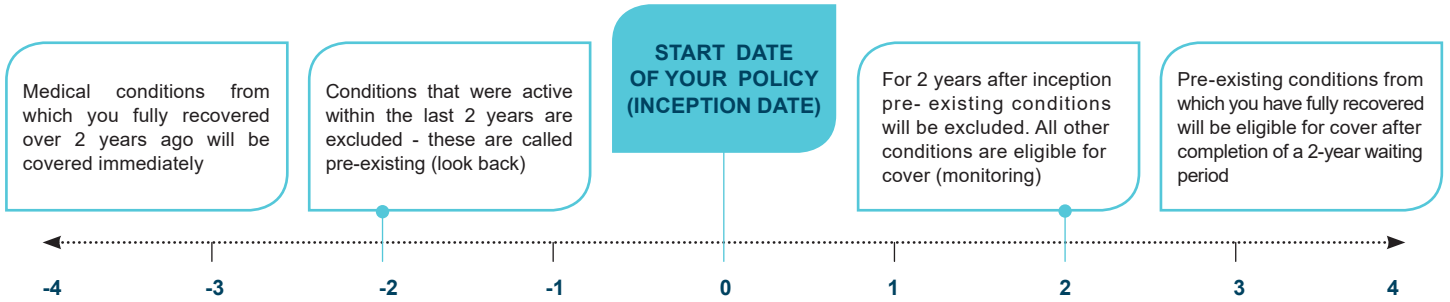 Medical conditions from
which you fully recovered
over 2 years ago will be
covered immediately
Conditions that were active
within the last 2 years are
excluded - these are called
pre-existing (look back)
START DATE
OF YOUR POLICY
(INCEPTION DATE)
For 2 years after inception
pre- existing conditions
will be excluded. All other
conditions are eligible for
cover (monitoring)
Pre-existing conditions from
which you have fully recovered
will be eligible for cover after
completion of a 2-year waiting
period
-4 -3 -2 -1 0 1 2 3 4